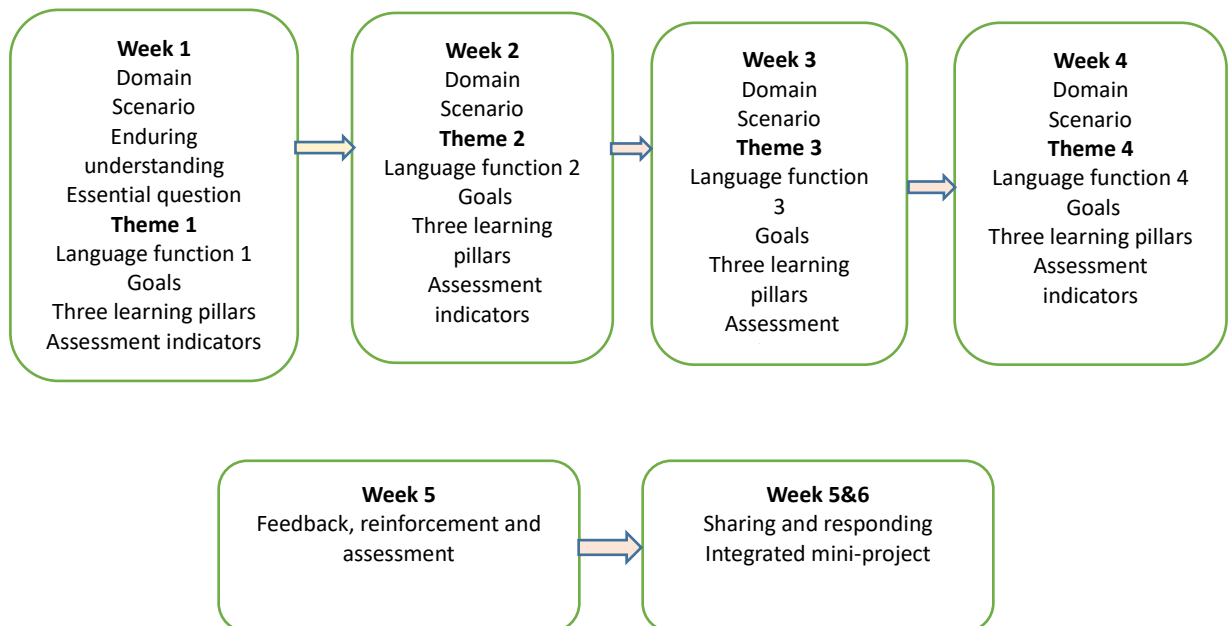 Week 1
Domain
Scenario
Enduring
understanding
Essential question
Theme 1
Language function 1
Goals
Three learning pillars
Assessment indicators
Week 2
Domain
Scenario
Theme 2
Language function 2
Goals
Three learning
pillars
Assessment
indicators
Week 3
Domain
Scenario
Theme 3
Language function
3
Goals
Three learning
pillars
Assessment
Week 4
Domain
Scenario
Theme 4
Language function 4
Goals
Three learning pillars
Assessment
indicators
Week 5
Feedback, reinforcement and
assessment
Week 5&6
Sharing and responding
Integrated mini-project